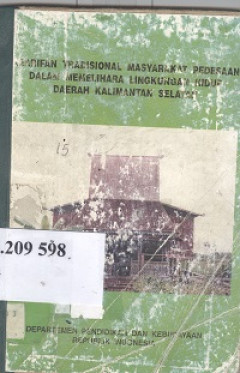 KEARIFAN TRADISIONAL MASYARAKAT PEDESAAN
DALAM MEMELIHARA LINGKUNGAN HIDUP
DAERAH KALIMANTAN SELATAN
15
.209 598
DEPARTEMEN PENDIDIKAN DAN KEBUDAYAAN
REPUBLIK INDONESIA